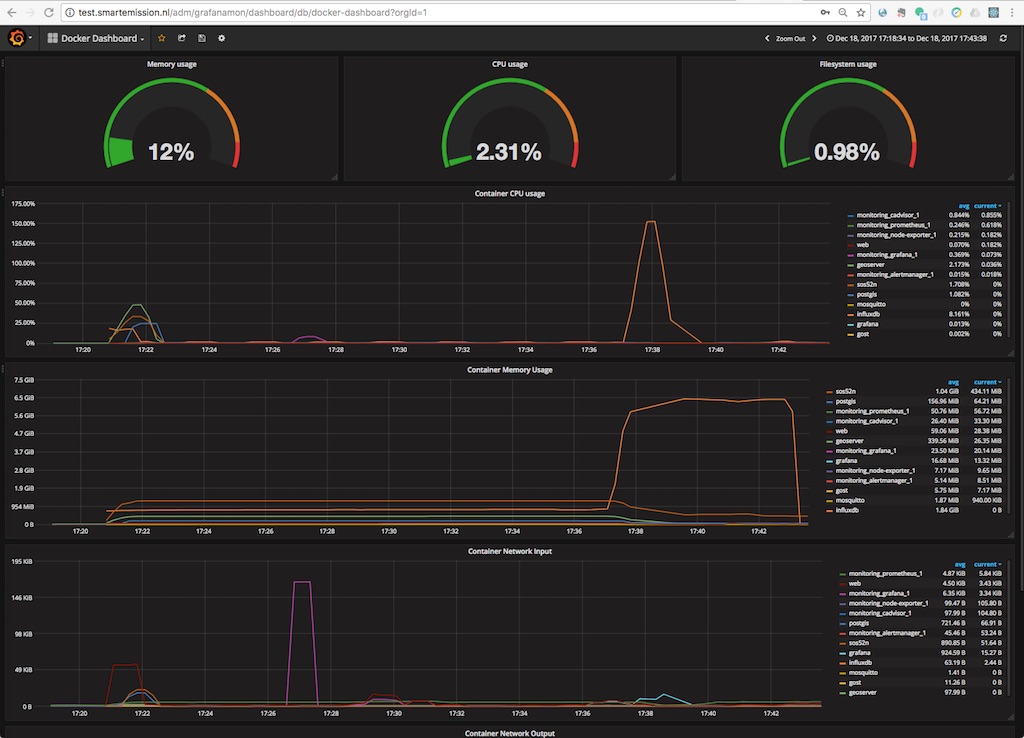 test.smartemission.nl/adm/grafanamon/dashboard/db/docker-dashboard?orgId=1
Docker Dashboard
Zoom Out
Dec 18, 2017 17:18:34 to Dec 18, 2017 17:43:38
Memory usage
CPU usage
Filesystem usage
12%
2.31%
0.98%
Container CPU usage
175.00%
150.00%
125.00%
100.00%
75.00%
50.00%
25.00%
0%
17:20 17:22 17:24 17:26 17:28 17:30 17:32 17:34 17:36 17:38 17:40 17:42
avg current
monitoring_cadvisor_1 0.844% 0.855%
monitoring_prometheus_1 0.246% 0.618%
monitoring_node-exporter_1 0.215% 0.182%
web 0.070% 0.182%
monitoring_grafana_1 0.369% 0.073%
geoserver 2.173% 0.036%
monitoring_alertmanager_1 0.015% 0.018%
sos52n 1.708% 0%
postgis 1.082% 0%
mosquitto 0% 0%
influxdb 8.161% 0%
grafana 0.013% 0%
gost 0.002% 0%
Container Memory Usage
7.5 GiB
6.5 GiB
5.6 GiB
4.7 GiB
3.7 GiB
2.8 GiB
1.9 GiB
954 MiB
0 B
17:20 17:22 17:24 17:26 17:28 17:30 17:32 17:34 17:36 17:38 17:40 17:42
avg current
sos52n 1.04 GiB 434.11 MiB
postgis 156.96 MiB 64.21 MiB
monitoring_prometheus_1 50.76 MiB 56.72 MiB
monitoring_cadvisor_1 26.40 MiB 33.30 MiB
web 59.06 MiB 28.38 MiB
geoserver 339.56 MiB 26.35 MiB
monitoring_grafana_1 23.50 MiB 20.14 MiB
grafana 16.68 MiB 13.32 MiB
monitoring_node-exporter_1 7.17 MiB 9.65 MiB
monitoring_alertmanager_1 5.14 MiB 8.51 MiB
gost 5.75 MiB 7.17 MiB
mosquitto 1.87 MiB 940.00 KiB
influxdb 1.84 GiB 0 B
Container Network Input
195 KiB
146 KiB
98 KiB
49 KiB
0 B
17:20 17:22 17:24 17:26 17:28 17:30 17:32 17:34 17:36 17:38 17:40 17:42
avg current
monitoring_prometheus_1 4.87 KiB 5.84 KiB
web 4.50 KiB 3.43 KiB
monitoring_grafana_1 6.35 KiB 3.34 KiB
monitoring_node-exporter_1 99.47 B 105.80 B
monitoring_cadvisor_1 97.99 B 104.80 B
postgis 721.46 B 66.91 B
monitoring_alertmanager_1 45.46 B 53.24 B
sos52n 890.85 B 51.64 B
grafana 924.59 B 15.27 B
influxdb 63.19 B 2.44 B
mosquitto 1.41 B 0 B
gost 11.26 B 0 B
geoserver 97.99 B 0 B
Container Network Output